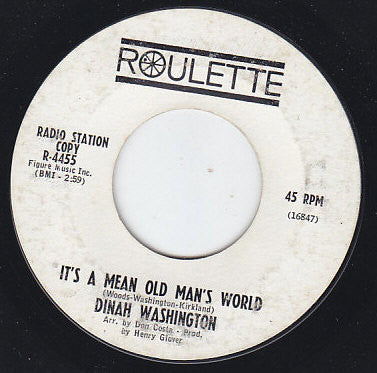 ROULETTE
RADIO STATION
COPY
R-4455
Figure Music Inc.
(BMI - 2:59)
45 RPM
(16847)
IT'S A MEAN OLD MAN'S WORLD
(Woods-Washington-Kirkland)
DINAH WASHINGTON
Arr. by Don Costa - Prod.
by Henry Glover